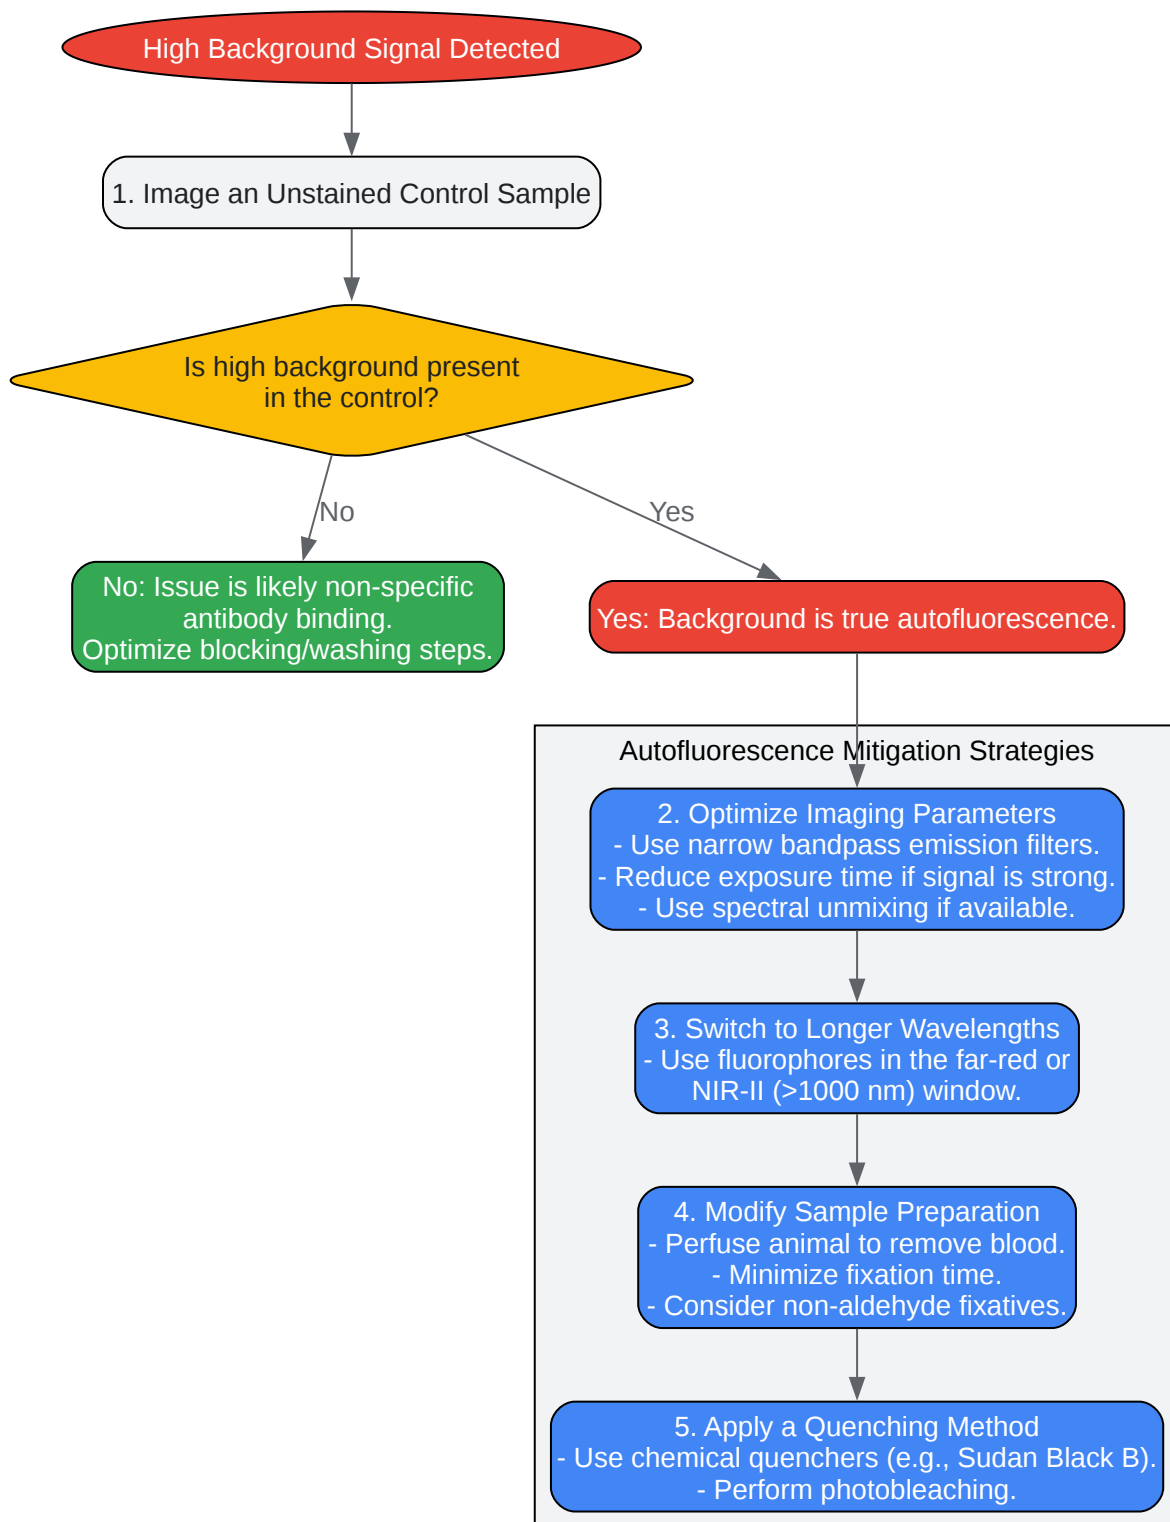 High Background Signal Detected
1. Image an Unstained Control Sample
Is high background present
in the control?
No
Yes
No: Issue is likely non-specific
antibody binding.
Optimize blocking/washing steps.
Yes: Background is true autofluorescence.
Autofluorescence Mitigation Strategies
2. Optimize Imaging Parameters
- Use narrow bandpass emission filters.
- Reduce exposure time if signal is strong.
- Use spectral unmixing if available.
3. Switch to Longer Wavelengths
- Use fluorophores in the far-red or
NIR-II (>1000 nm) window.
4. Modify Sample Preparation
- Perfuse animal to remove blood.
- Minimize fixation time.
- Consider non-aldehyde fixatives.
5. Apply a Quenching Method
- Use chemical quenchers (e.g., Sudan Black B).
- Perform photobleaching.